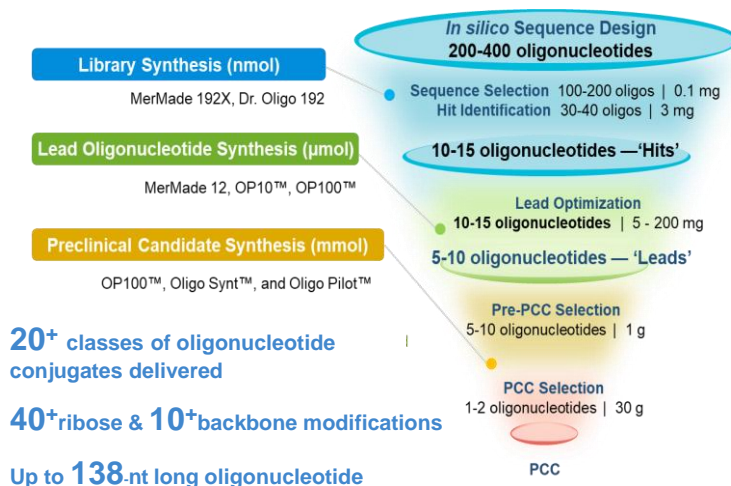 Library Synthesis (nmol)
MerMade 192X, Dr. Oligo 192
Lead Oligonucleotide Synthesis (µmol)
MerMade 12, OP10™, OP100™
Preclinical Candidate Synthesis (mmol)
OP100™, Oligo Synt™, and Oligo Pilot™
20+ classes of oligonucleotide
conjugates delivered
40+ribose & 10+backbone modifications
Up to 138-nt long oligonucleotide
In silico Sequence Design
200-400 oligonucleotides
Sequence Selection 100-200 oligos | 0.1 mg
Hit Identification 30-40 oligos | 3 mg
10-15 oligonucleotides —‘Hits’
Lead Optimization
10-15 oligonucleotides | 5 - 200 mg
5-10 oligonucleotides — ‘Leads’
Pre-PCC Selection
5-10 oligonucleotides | 1 g
PCC Selection
1-2 oligonucleotides | 30 g
PCC